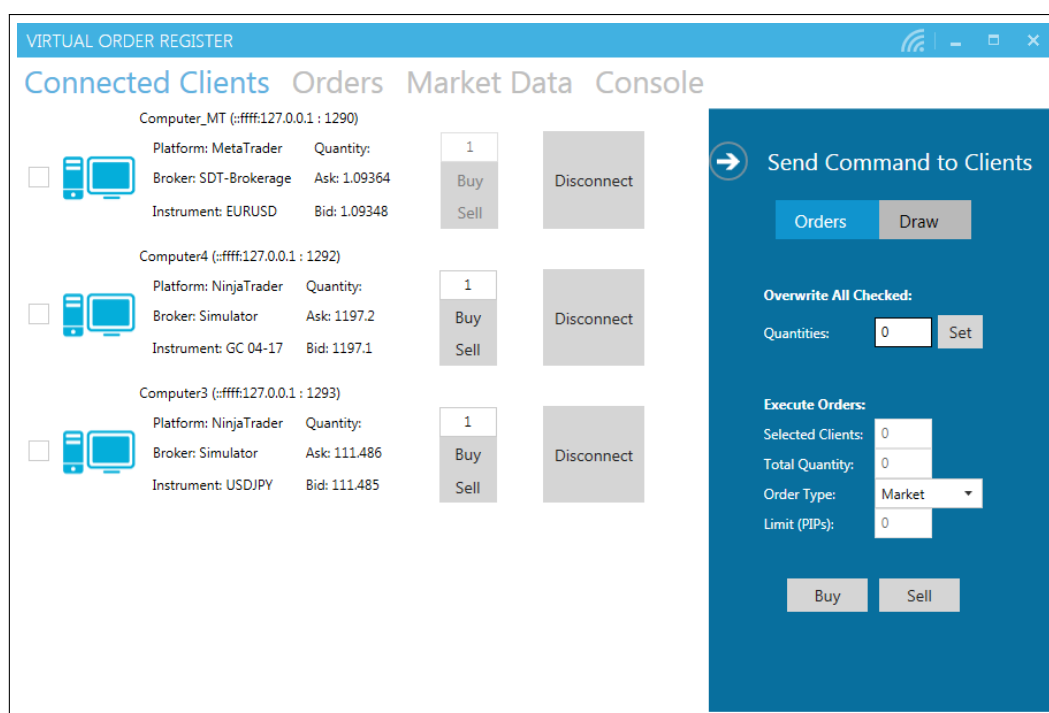 VIRTUAL ORDER REGISTER
Connected Clients Orders Market Data Console
Computer_MT (::ffff:127.0.0.1 : 1290)
Platform: MetaTrader Quantity: 1
Broker: SDT-Brokerage Ask: 1.09364 Buy Disconnect
Instrument: EURUSD Bid: 1.09348 Sell
Computer4 (::ffff:127.0.0.1 : 1292)
Platform: NinjaTrader Quantity: 1
Broker: Simulator Ask: 1197.2 Buy Disconnect
Instrument: GC 04-17 Bid: 1197.1 Sell
Computer3 (::ffff:127.0.0.1 : 1293)
Platform: NinjaTrader Quantity: 1
Broker: Simulator Ask: 111.486 Buy Disconnect
Instrument: USDJPY Bid: 111.485 Sell
Send Command to Clients
Orders Draw
Overwrite All Checked:
Quantities: 0 Set
Execute Orders:
Selected Clients: 0
Total Quantity: 0
Order Type: Market
Limit (PIPs): 0
Buy Sell